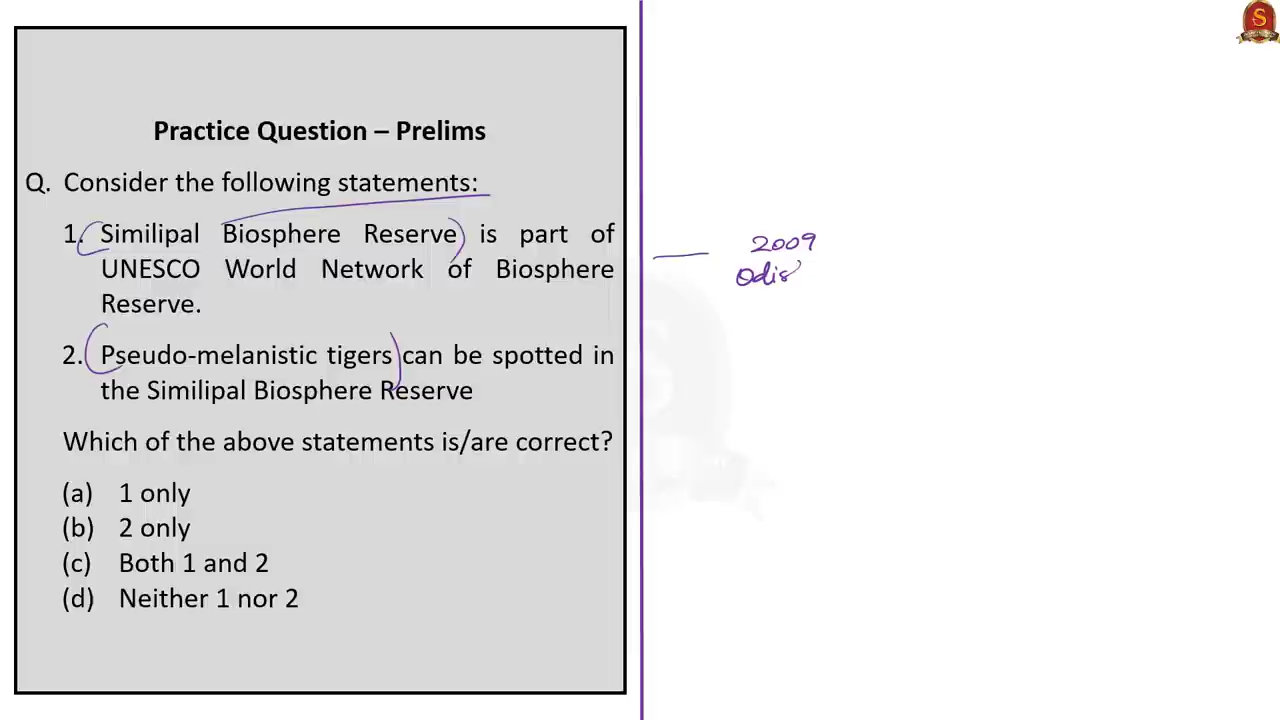 Practice Question – Prelims
Q. Consider the following statements:
1. Similipal Biosphere Reserve is part of
UNESCO World Network of Biosphere
Reserve.
2. Pseudo-melanistic tigers can be spotted in
the Similipal Biosphere Reserve
Which of the above statements is/are correct?
(a) 1 only
(b) 2 only
(c) Both 1 and 2
(d) Neither 1 nor 2
2009
Odis
S